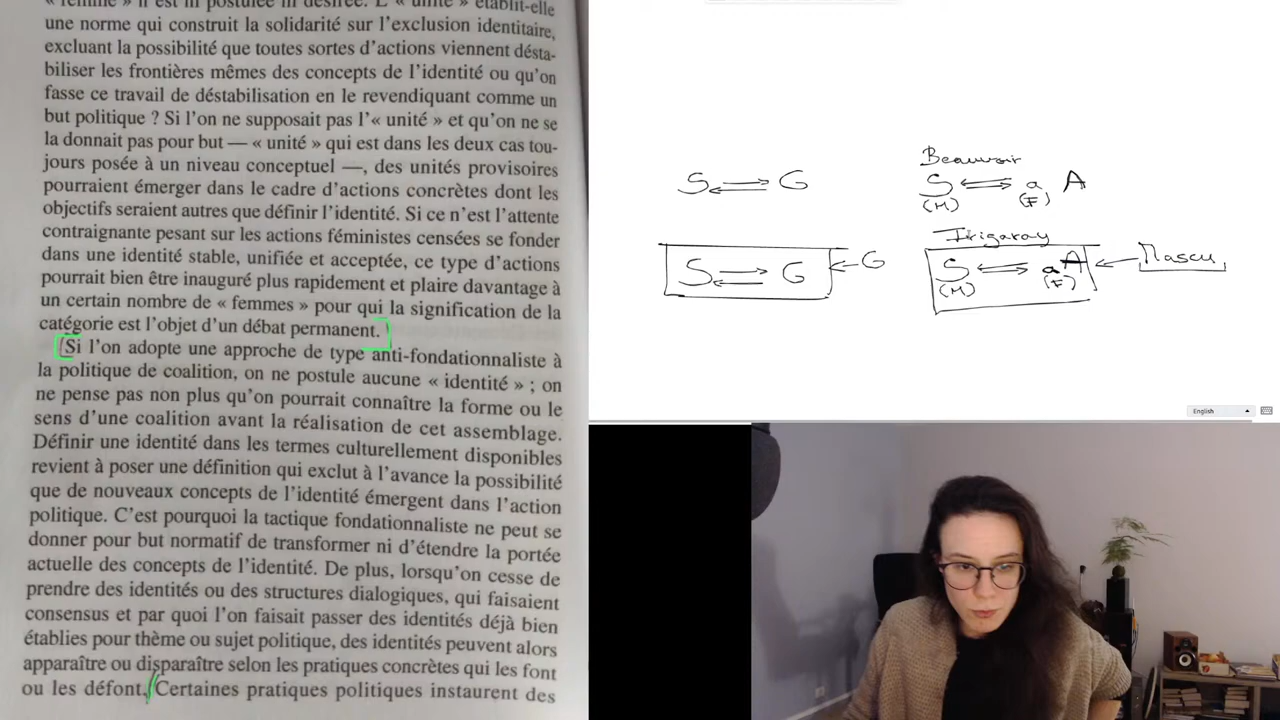 « femme » n'est ni postulée ni désirée. L'« unité » établit-elle
une norme qui construit la solidarité sur l'exclusion identitaire,
excluant la possibilité que toutes sortes d'actions viennent désta-
biliser les frontières mêmes des concepts de l'identité ou qu'on
fasse ce travail de déstabilisation en le revendiquant comme un
but politique ? Si l'on ne supposait pas l'« unité » et qu'on ne se
la donnait pas pour but — « unité » qui est dans les deux cas tou-
jours posée à un niveau conceptuel —, des unités provisoires
pourraient émerger dans le cadre d'actions concrètes dont les
objectifs seraient autres que définir l'identité. Si ce n'est l'attente
contraignante pesant sur les actions féministes censées se fonder
dans une identité stable, unifiée et acceptée, ce type d'actions
pourrait bien être inauguré plus rapidement et plaire davantage à
un certain nombre de « femmes » pour qui la signification de la
catégorie est l'objet d'un débat permanent.
Si l'on adopte une approche de type anti-fondationnaliste à
la politique de coalition, on ne postule aucune « identité » ; on
ne pense pas non plus qu'on pourrait connaître la forme ou le
sens d'une coalition avant la réalisation de cet assemblage.
Définir une identité dans les termes culturellement disponibles
revient à poser une définition qui exclut à l'avance la possibilité
que de nouveaux concepts de l'identité émergent dans l'action
politique. C'est pourquoi la tactique fondationnaliste ne peut se
donner pour but normatif de transformer ni d'étendre la portée
actuelle des concepts de l'identité. De plus, lorsqu'on cesse de
prendre des identités ou des structures dialogiques, qui faisaient
consensus et par quoi l'on faisait passer des identités déjà bien
établies pour thème ou sujet politique, des identités peuvent alors
apparaître ou disparaître selon les pratiques concrètes qui les font
ou les défont. Certaines pratiques politiques instaurent des
Beauvoir
S G
S a A
(M) (F)
Irigaray
S G G
S a A Mascu
(M) (F)
English